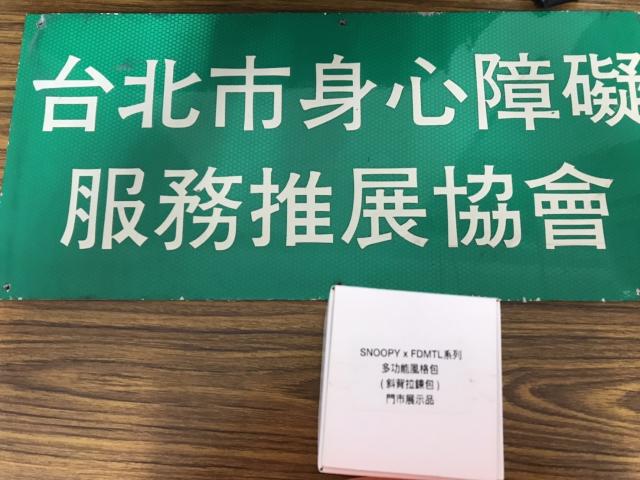 台北市身心障礙
服務推展協會
SNOOPY x FDMTL系列
多功能風格包
(斜背拉鍊包)
門市展示品